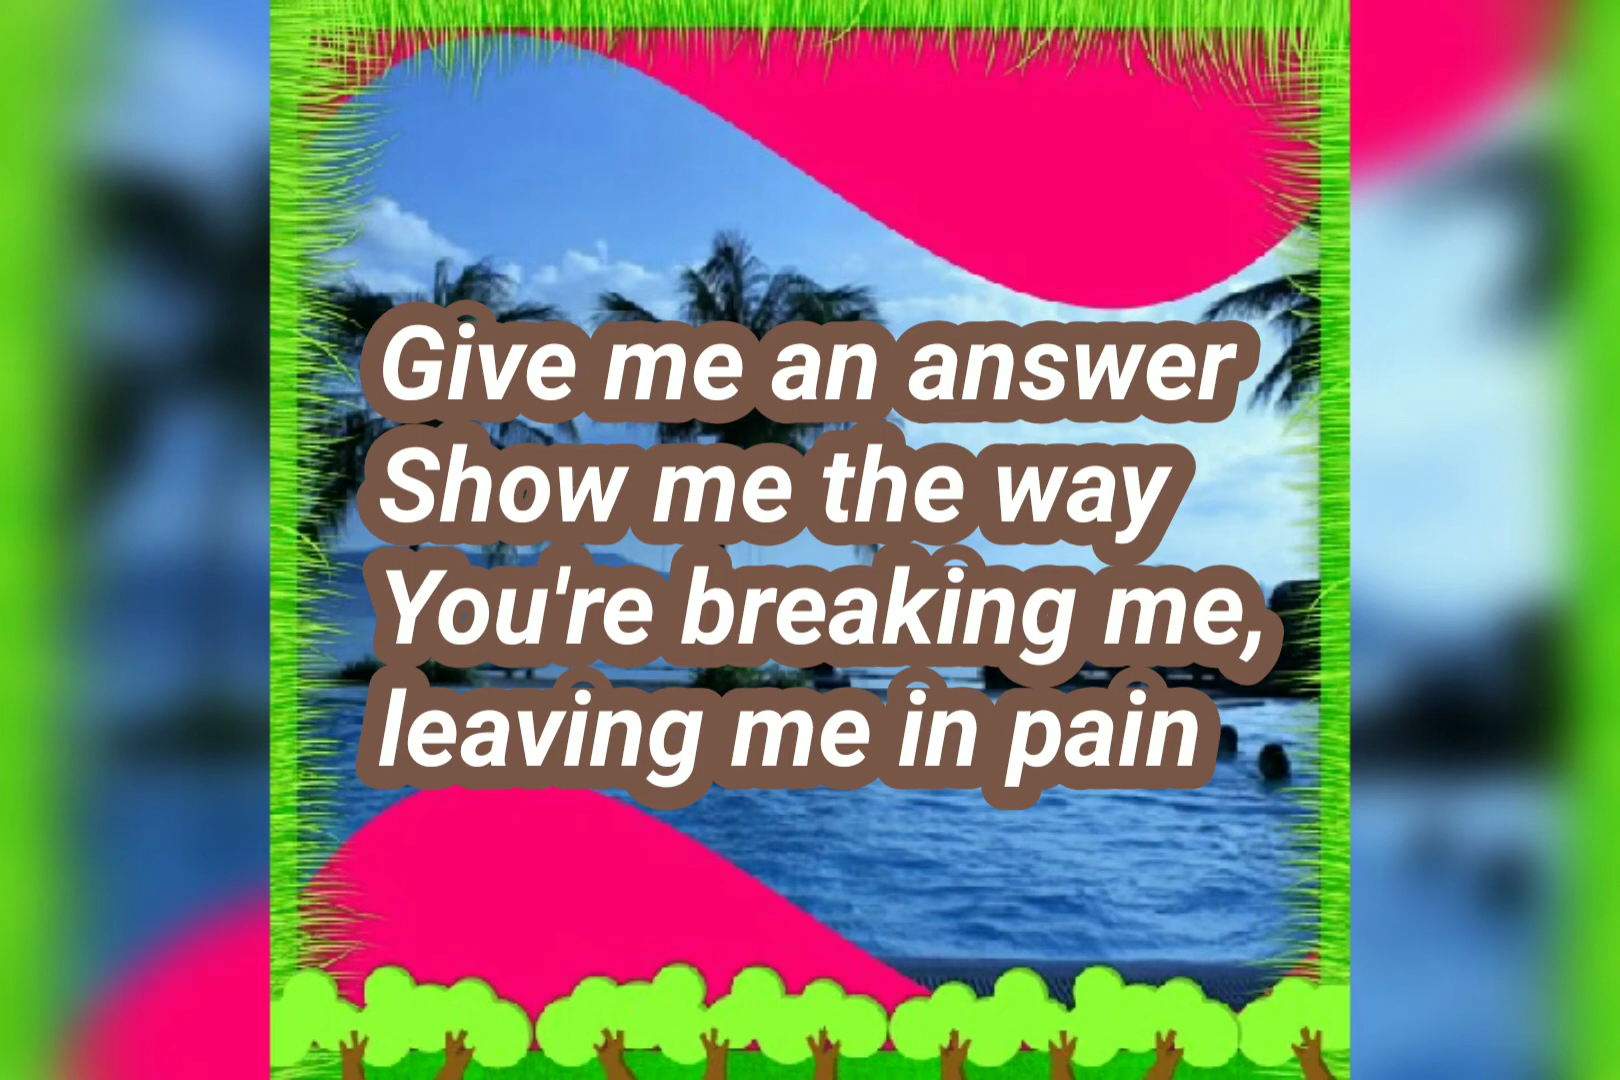 Give me an answer
Show me the way
You're breaking me,
leaving me in pain